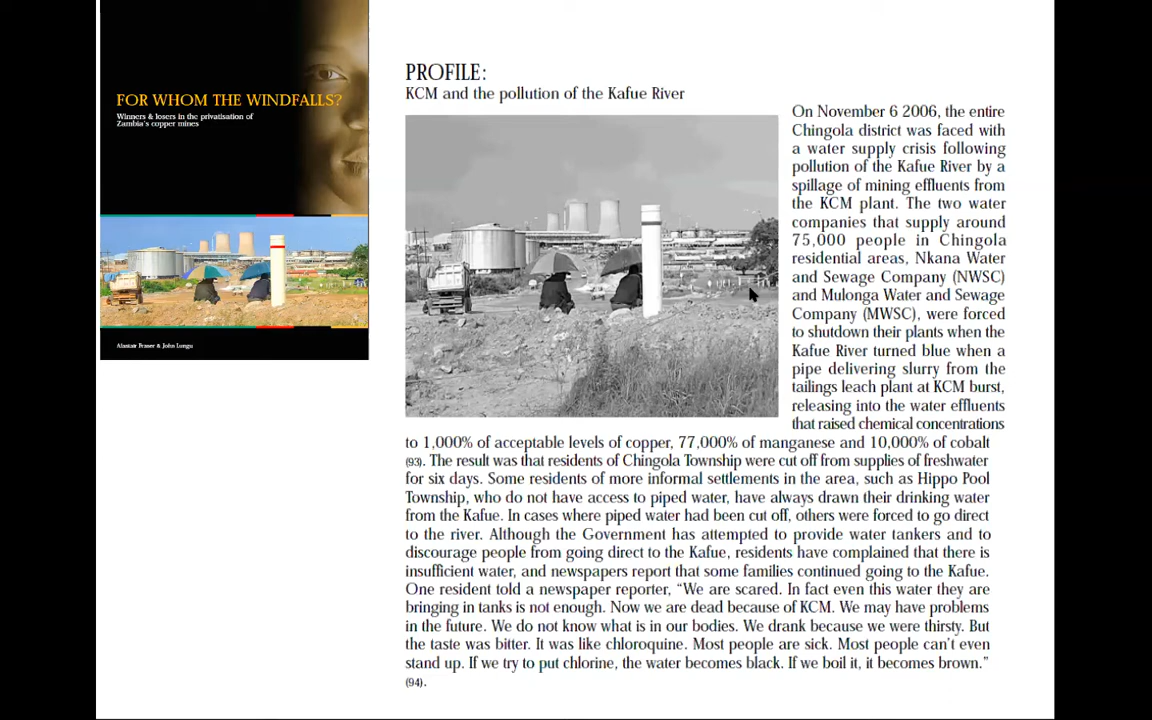 FOR WHOM THE WINDFALLS?
Winners & losers in the privatisation of
Zambia's copper mines
Alastair Fraser & John Lungu
PROFILE:
KCM and the pollution of the Kafue River
On November 6 2006, the entire
Chingola district was faced with
a water supply crisis following
pollution of the Kafue River by a
spillage of mining effluents from
the KCM plant. The two water
companies that supply around
75,000 people in Chingola
residential areas, Nkana Water
and Sewage Company (NWSC)
and Mulonga Water and Sewage
Company (MWSC), were forced
to shutdown their plants when the
Kafue River turned blue when a
pipe delivering slurry from the
tailings leach plant at KCM burst,
releasing into the water effluents
that raised chemical concentrations
to 1,000% of acceptable levels of copper, 77,000% of manganese and 10,000% of cobalt
(93). The result was that residents of Chingola Township were cut off from supplies of freshwater
for six days. Some residents of more informal settlements in the area, such as Hippo Pool
Township, who do not have access to piped water, have always drawn their drinking water
from the Kafue. In cases where piped water had been cut off, others were forced to go direct
to the river. Although the Government has attempted to provide water tankers and to
discourage people from going direct to the Kafue, residents have complained that there is
insufficient water, and newspapers report that some families continued going to the Kafue.
One resident told a newspaper reporter, “We are scared. In fact even this water they are
bringing in tanks is not enough. Now we are dead because of KCM. We may have problems
in the future. We do not know what is in our bodies. We drank because we were thirsty. But
the taste was bitter. It was like chloroquine. Most people are sick. Most people can't even
stand up. If we try to put chlorine, the water becomes black. If we boil it, it becomes brown.”
(94).